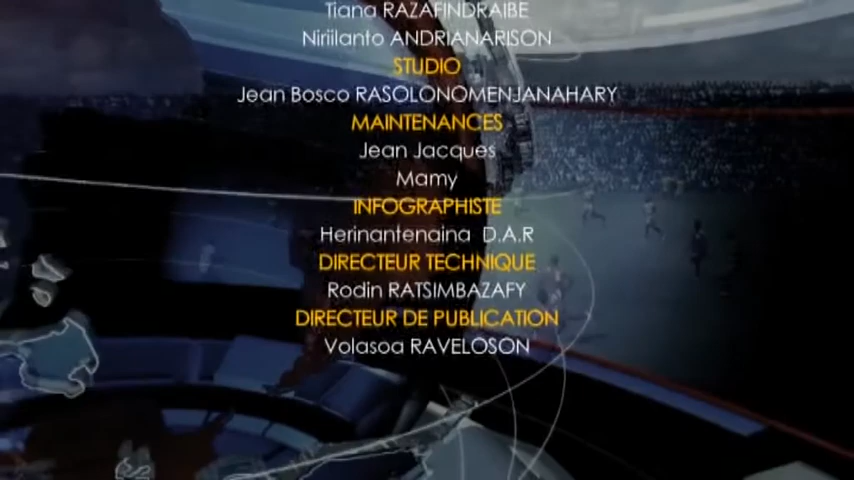 Tiana RAZAFINDRAIBE
Niriilanto ANDRIANARISON
STUDIO
Jean Bosco RASOLONOMENJANAHARY
MAINTENANCES
Jean Jacques
Mamy
INFOGRAPHISTE
Herinantenaina D.A.R
DIRECTEUR TECHNIQUE
Rodin RATSIMBAZAFY
DIRECTEUR DE PUBLICATION
Volasoa RAVELOSON